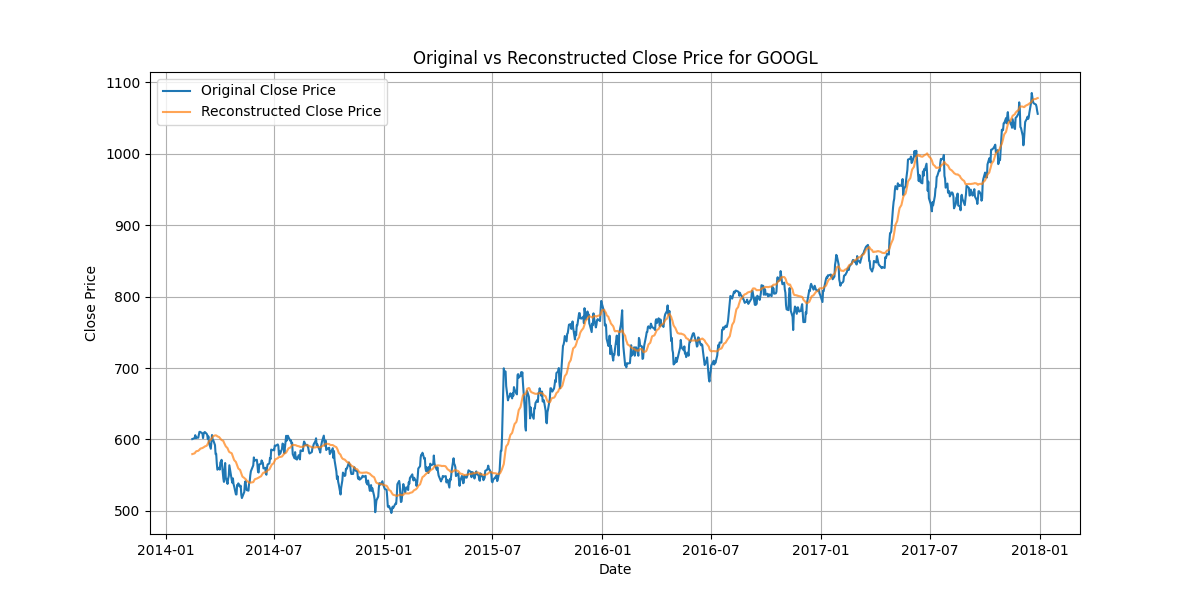 Original vs Reconstructed Close Price for GOOGL
Original Close Price
Reconstructed Close Price
Close Price
1100
1000
900
800
700
600
500
2014-01 2014-07 2015-01 2015-07 2016-01 2016-07 2017-01 2017-07 2018-01
Date